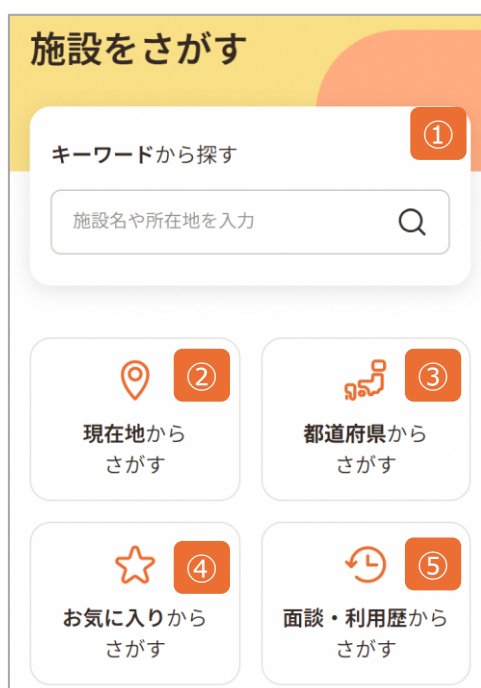 施設をさがす
①
キーワードから探す
施設名や所在地を入力
②
現在地から
さがす
③
都道府県から
さがす
④
お気に入りから
さがす
⑤
面談・利用歴から
さがす